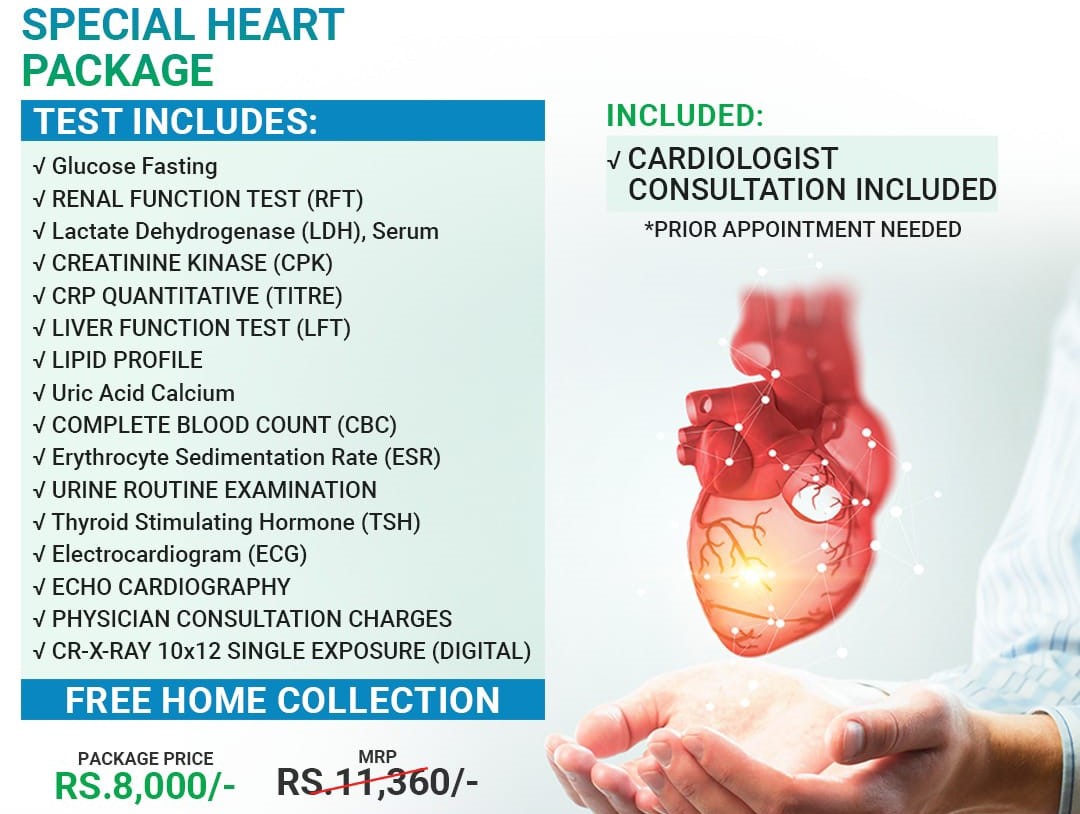 SPECIAL HEART
PACKAGE
TEST INCLUDES:
√ Glucose Fasting
√ RENAL FUNCTION TEST (RFT)
√ Lactate Dehydrogenase (LDH), Serum
√ CREATININE KINASE (CPK)
√ CRP QUANTITATIVE (TITRE)
√ LIVER FUNCTION TEST (LFT)
√ LIPID PROFILE
√ Uric Acid Calcium
√ COMPLETE BLOOD COUNT (CBC)
√ Erythrocyte Sedimentation Rate (ESR)
√ URINE ROUTINE EXAMINATION
√ Thyroid Stimulating Hormone (TSH)
√ Electrocardiogram (ECG)
√ ECHO CARDIOGRAPHY
√ PHYSICIAN CONSULTATION CHARGES
√ CR-X-RAY 10x12 SINGLE EXPOSURE (DIGITAL)
FREE HOME COLLECTION
PACKAGE PRICE
RS.8,000/-
MRP
RS.11,360/-
INCLUDED:
√ CARDIOLOGIST
CONSULTATION INCLUDED
*PRIOR APPOINTMENT NEEDED